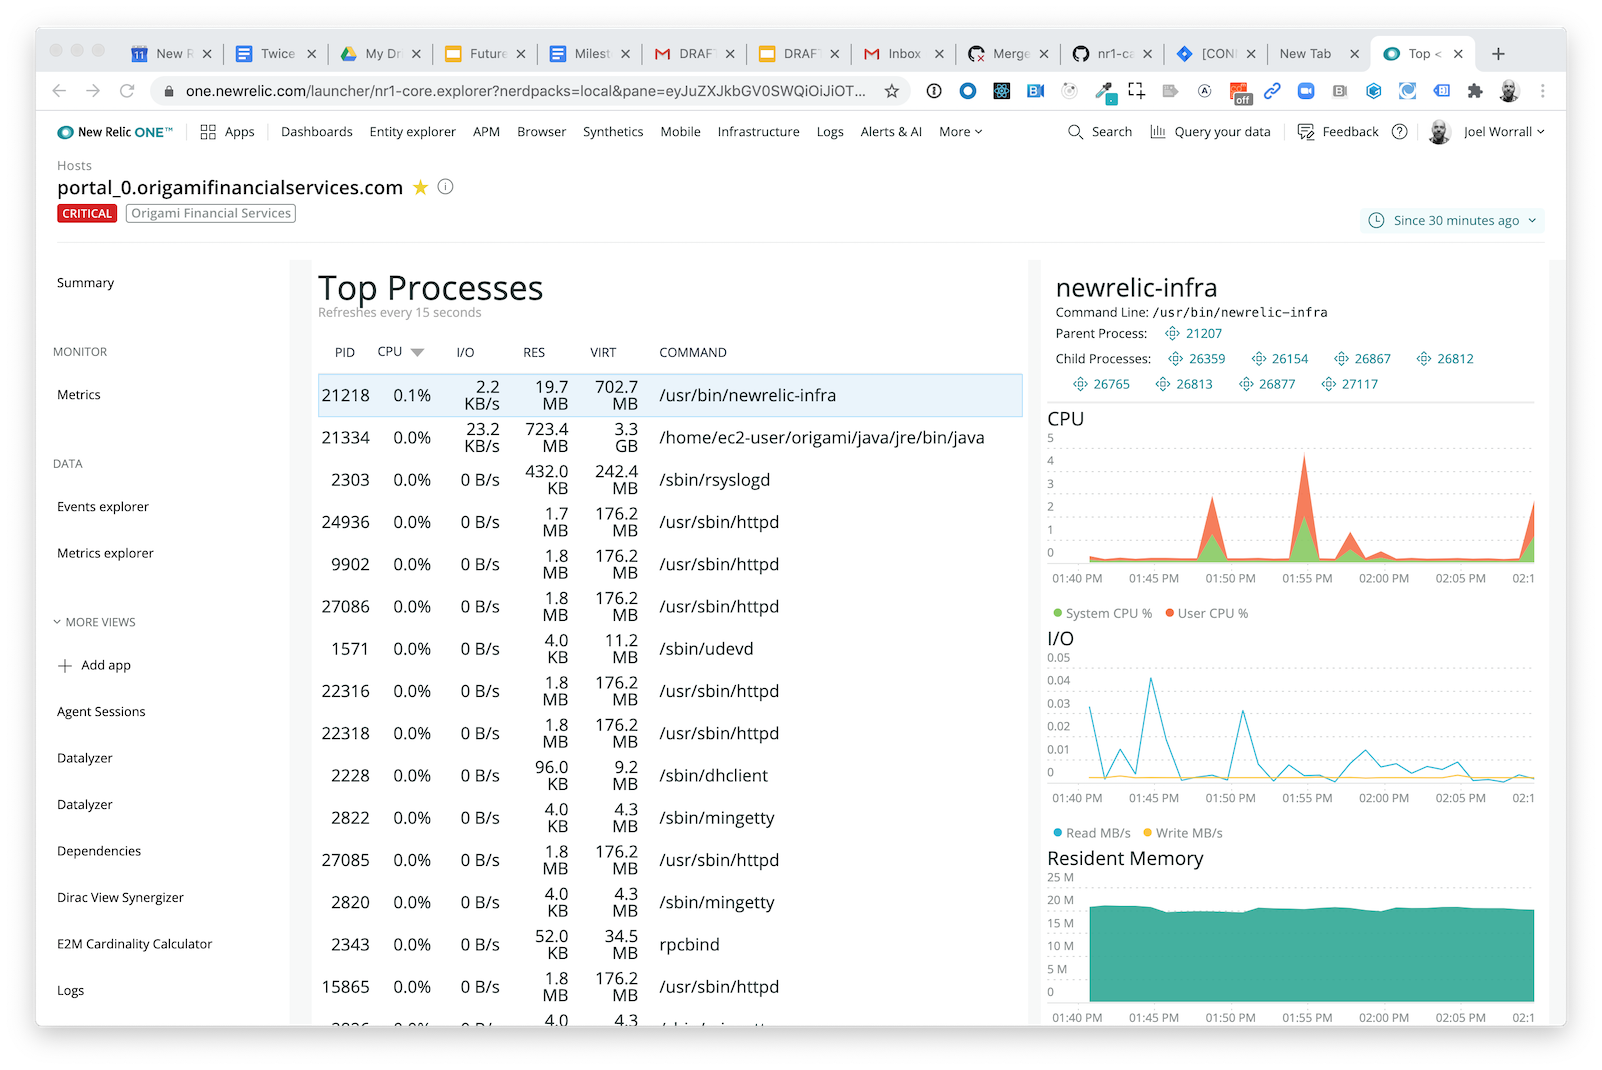 11 New R
Twice
My Dr
Future
Milest
DRAF
DRAF
Inbox
Merge
nr1-ca
[CON
New Tab
Top <
one.newrelic.com/launcher/nr1-core.explorer?nerdpacks=local&pane=eyJuZXJkbGV0SWQiOiJiOT...
off
New Relic ONE™ Apps Dashboards Entity explorer APM Browser Synthetics Mobile Infrastructure Logs Alerts & AI More Search Query your data Feedback ? Joel Worrall
Hosts
portal_0.origamifinancialservices.com
CRITICAL Origami Financial Services
Since 30 minutes ago
Summary
MONITOR
Metrics
DATA
Events explorer
Metrics explorer
MORE VIEWS
Add app
Agent Sessions
Datalyzer
Datalyzer
Dependencies
Dirac View Synergizer
E2M Cardinality Calculator
Logs
Top Processes
Refreshes every 15 seconds
PID CPU I/O RES VIRT COMMAND
21218 0.1% 2.2 KB/s 19.7 MB 702.7 MB /usr/bin/newrelic-infra
21334 0.0% 23.2 KB/s 723.4 MB 3.3 GB /home/ec2-user/origami/java/jre/bin/java
2303 0.0% 0 B/s 432.0 KB 242.4 MB /sbin/rsyslogd
24936 0.0% 0 B/s 1.7 MB 176.2 MB /usr/sbin/httpd
9902 0.0% 0 B/s 1.8 MB 176.2 MB /usr/sbin/httpd
27086 0.0% 0 B/s 1.8 MB 176.2 MB /usr/sbin/httpd
1571 0.0% 0 B/s 4.0 KB 11.2 MB /sbin/udevd
22316 0.0% 0 B/s 1.8 MB 176.2 MB /usr/sbin/httpd
22318 0.0% 0 B/s 1.8 MB 176.2 MB /usr/sbin/httpd
2228 0.0% 0 B/s 96.0 KB 9.2 MB /sbin/dhclient
2822 0.0% 0 B/s 4.0 KB 4.3 MB /sbin/mingetty
27085 0.0% 0 B/s 1.8 MB 176.2 MB /usr/sbin/httpd
2820 0.0% 0 B/s 4.0 KB 4.3 MB /sbin/mingetty
2343 0.0% 0 B/s 52.0 KB 34.5 MB rpcbind
15865 0.0% 0 B/s 1.8 MB 176.2 MB /usr/sbin/httpd
4.0 4.3
newrelic-infra
Command Line: /usr/bin/newrelic-infra
Parent Process: 21207
Child Processes: 26359 26154 26867 26812
26765 26813 26877 27117
CPU
5
4
3
2
1
0
01:40 PM 01:45 PM 01:50 PM 01:55 PM 02:00 PM 02:05 PM 02:1
System CPU % User CPU %
I/O
0.05
0.04
0.03
0.02
0.01
0
01:40 PM 01:45 PM 01:50 PM 01:55 PM 02:00 PM 02:05 PM 02:1
Read MB/s Write MB/s
Resident Memory
25 M
20 M
15 M
10 M
5 M
0
01:40 PM 01:45 PM 01:50 PM 01:55 PM 02:00 PM 02:05 PM 02:1